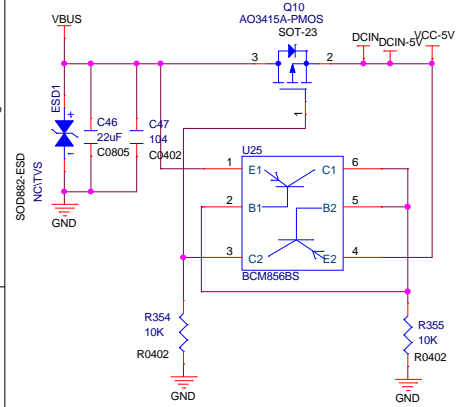 Q10
AO3415A-PMOS
SOT-23
VBUS
DCIN
DCIN-5V
VCC-5V
3
2
1
ESD1
+
-
SOD882-ESD
NC\TVS
C46
22uF
C0805
C47
104
C0402
GND
U25
1
E1
C1
6
2
B1
B2
5
3
C2
E2
4
BCM856BS
R354
10K
R0402
GND
R355
10K
R0402
GND